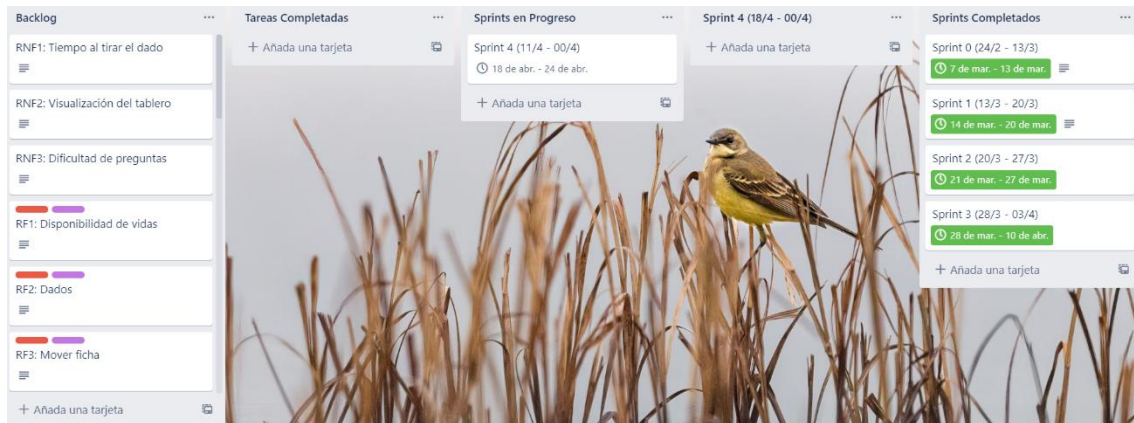 Backlog
RNF1: Tiempo al tirar el dado
RNF2: Visualización del tablero
RNF3: Dificultad de preguntas
RF1: Disponibilidad de vidas
RF2: Dados
RF3: Mover ficha
+ Añada una tarjeta
Tareas Completadas
+ Añada una tarjeta
Sprints en Progreso
Sprint 4 (11/4 - 00/4)
18 de abr. - 24 de abr.
+ Añada una tarjeta
Sprint 4 (18/4 - 00/4)
+ Añada una tarjeta
Sprints Completados
Sprint 0 (24/2 - 13/3)
7 de mar. - 13 de mar.
Sprint 1 (13/3 - 20/3)
14 de mar. - 20 de mar.
Sprint 2 (20/3 - 27/3)
21 de mar. - 27 de mar.
Sprint 3 (28/3 - 03/4)
28 de mar. - 10 de abr.
+ Añada una tarjeta